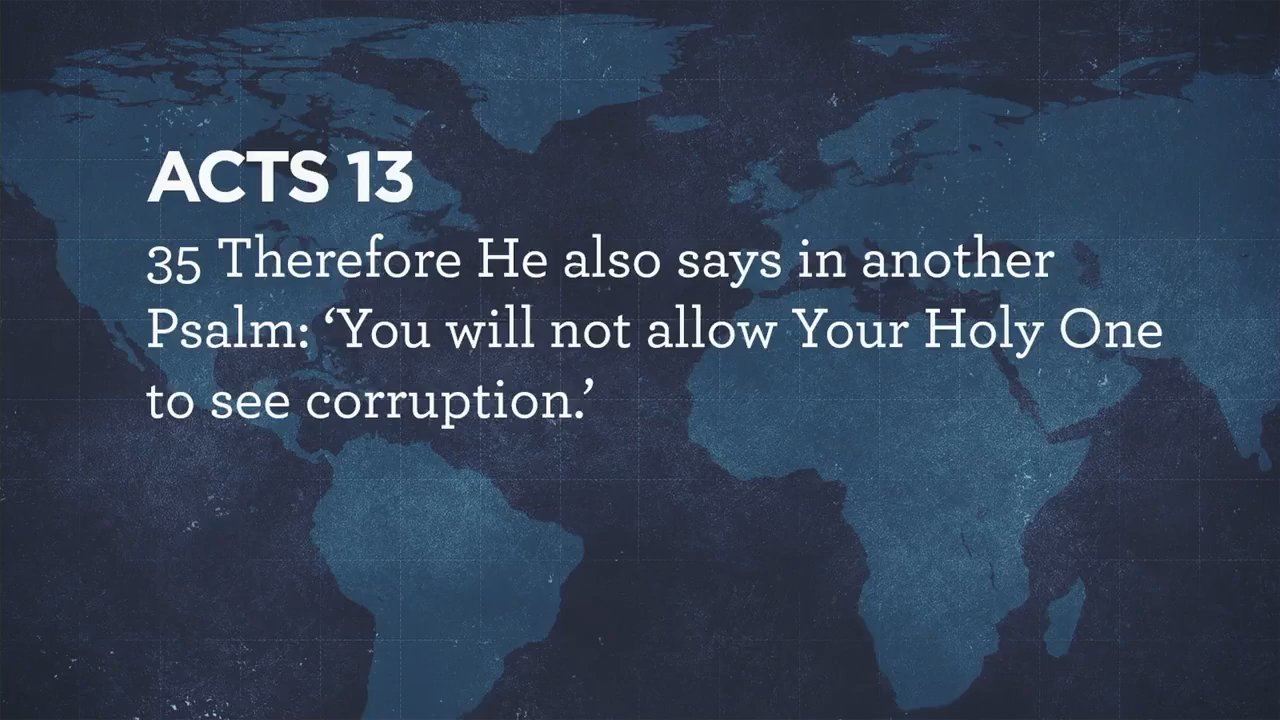 ACTS 13
35 Therefore He also says in another
Psalm: ‘You will not allow Your Holy One
to see corruption.’